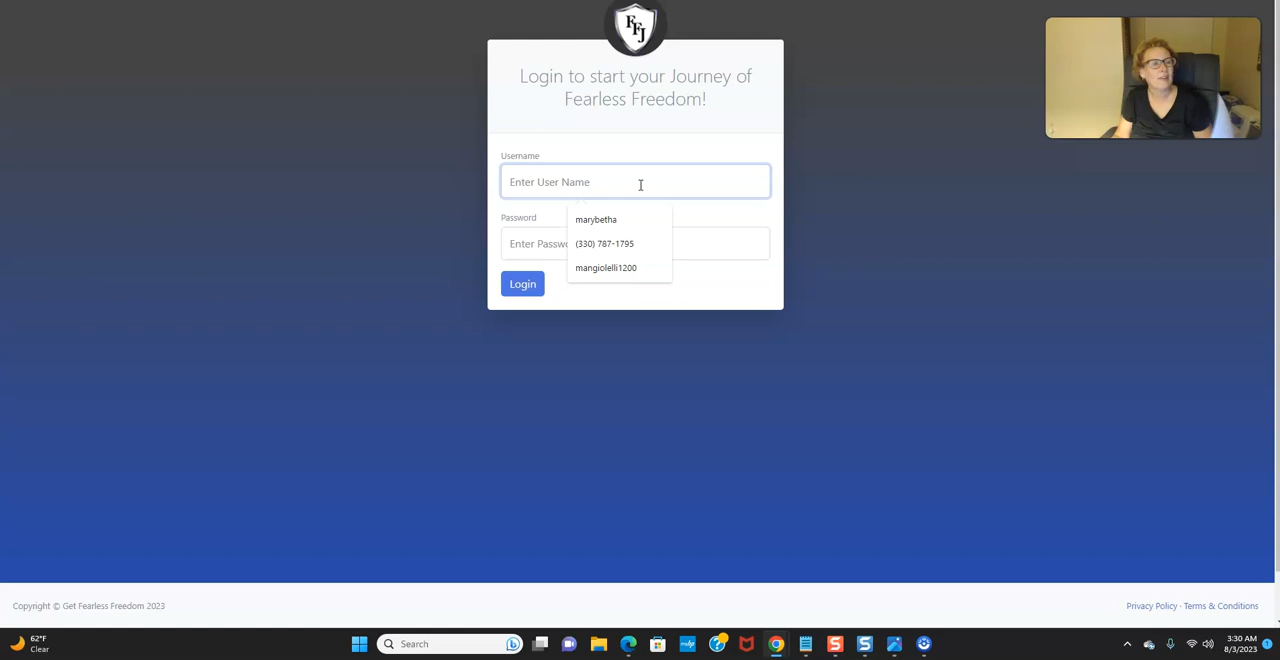 FFJ
Login to start your Journey of
Fearless Freedom!
Username
Enter User Name
marybetha
Password
(330) 787-1795
Enter Passwo
mangiolelli1200
Login
Copyright © Get Fearless Freedom 2023
Privacy Policy - Terms & Conditions
62°F
Clear
Search
3:30 AM
8/3/2023